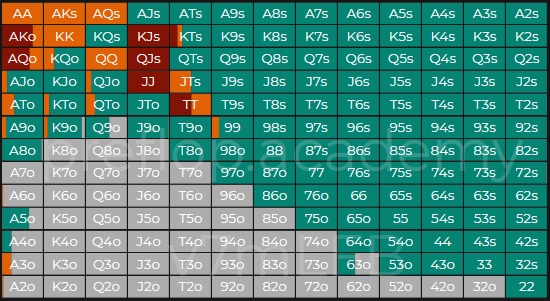 AA AKs AQs AJs ATs A9s A8s A7s A6s A5s A4s A3s A2s
AKo KK KQs KJs KTs K9s K8s K7s K6s K5s K4s K3s K2s
AQo KQo QQ QJs QTs Q9s Q8s Q7s Q6s Q5s Q4s Q3s Q2s
AJo KJo QJo JJ JTs J9s J8s J7s J6s J5s J4s J3s J2s
ATo KTo QTo JTo TT T9s T8s T7s T6s T5s T4s T3s T2s
A9o K9o Q9o J9o T9o 99 98s 97s 96s 95s 94s 93s 92s
A8o K8o Q8o J8o T8o 98o 88 87s 86s 85s 84s 83s 82s
A7o K7o Q7o J7o T7o 97o 87o 77 76s 75s 74s 73s 72s
A6o K6o Q6o J6o T6o 96o 86o 76o 66 65s 64s 63s 62s
A5o K5o Q5o J5o T5o 95o 85o 75o 65o 55 54s 53s 52s
A4o K4o Q4o J4o T4o 94o 84o 74o 64o 54o 44 43s 42s
A3o K3o Q3o J3o T3o 93o 83o 73o 63o 53o 43o 33 32s
A2o K2o Q2o J2o T2o 92o 82o 72o 62o 52o 42o 32o 22
preflop.academy